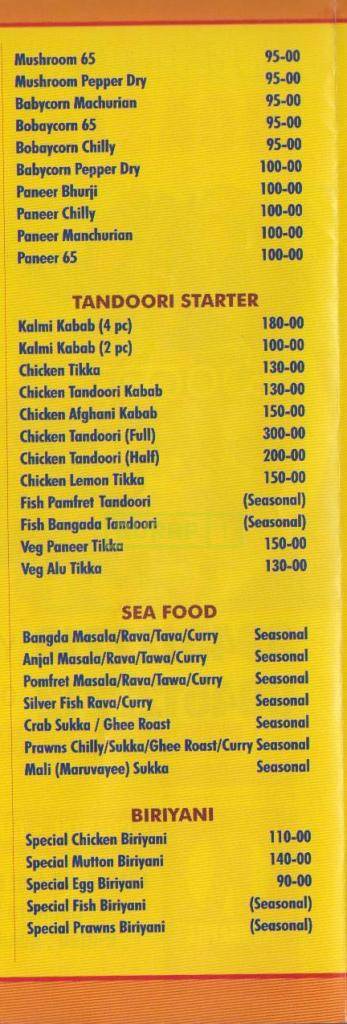 Mushroom 65 95-00
Mushroom Pepper Dry 95-00
Babycorn Machurian 95-00
Bobaycorn 65 95-00
Bobaycorn Chilly 95-00
Babycorn Pepper Dry 100-00
Paneer Bhurji 100-00
Paneer Chilly 100-00
Paneer Manchurian 100-00
Paneer 65 100-00
TANDOORI STARTER
Kalmi Kabab (4 pc) 180-00
Kalmi Kabab (2 pc) 100-00
Chicken Tikka 130-00
Chicken Tandoori Kabab 130-00
Chicken Afghani Kabab 150-00
Chicken Tandoori (Full) 300-00
Chicken Tandoori (Half) 200-00
Chicken Lemon Tikka 150-00
Fish Pamfret Tandoori (Seasonal)
Fish Bangada Tandoori (Seasonal)
Veg Paneer Tikka 150-00
Veg Alu Tikka 130-00
SEA FOOD
Bangda Masala/Rava/Tava/Curry Seasonal
Anjal Masala/Rava/Tawa/Curry Seasonal
Pomfret Masala/Rava/Tawa/Curry Seasonal
Silver Fish Rava/Curry Seasonal
Crab Sukka / Ghee Roast Seasonal
Prawns Chilly/Sukka/Ghee Roast/Curry Seasonal
Mali (Maruvayee) Sukka Seasonal
BIRIYANI
Special Chicken Biriyani 110-00
Special Mutton Biriyani 140-00
Special Egg Biriyani 90-00
Special Fish Biriyani (Seasonal)
Special Prawns Biriyani (Seasonal)